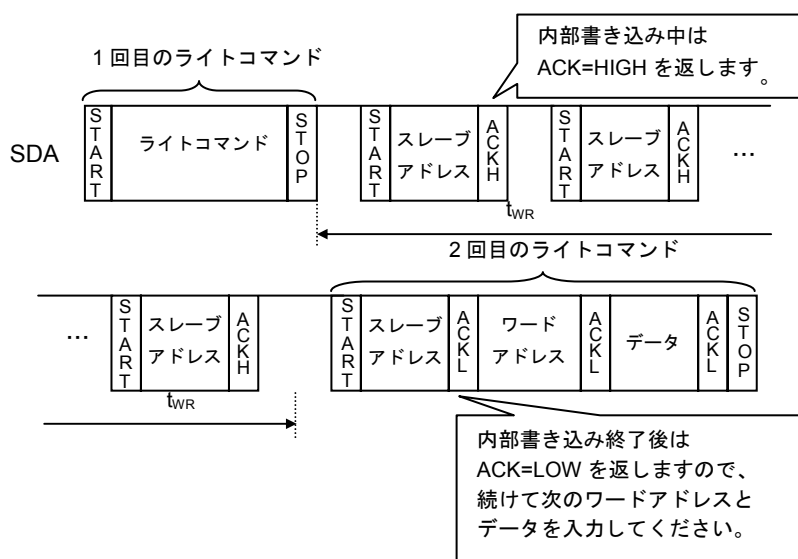 1 回目のライトコマンド
内部書き込み中は
ACK=HIGH を返します。
SDA
START
ライトコマンド
STOP
START
スレーブ
アドレス
ACKH
START
スレーブ
アドレス
ACKH
…
tWR
2 回目のライトコマンド
…
START
スレーブ
アドレス
ACKH
START
スレーブ
アドレス
ACKL
ワード
アドレス
ACKL
データ
ACKL
STOP
tWR
内部書き込み終了後は
ACK=LOW を返しますので、
続けて次のワードアドレスと
データを入力してください。